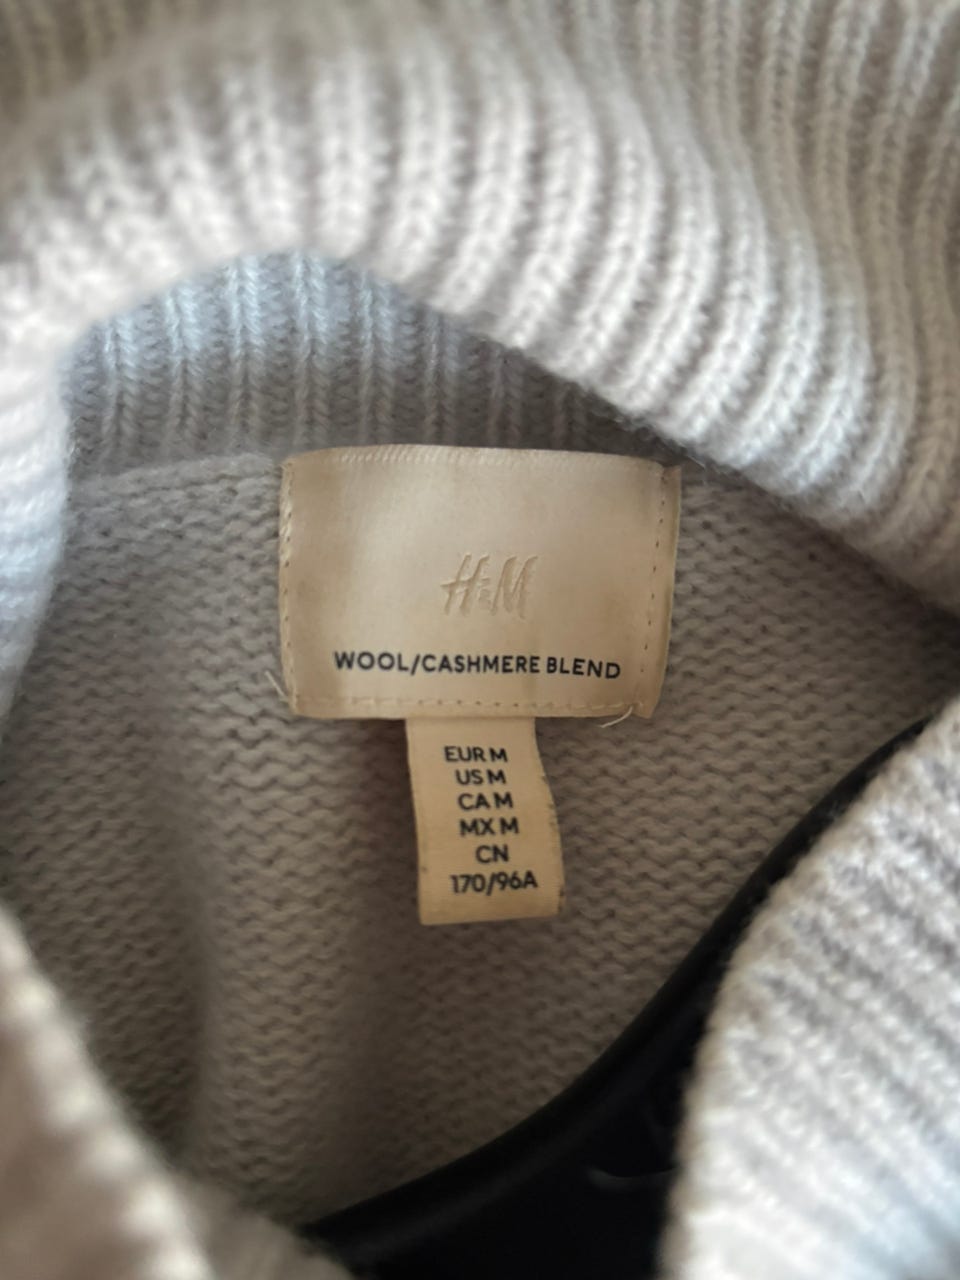 H&M
WOOL/CASHMERE BLEND
EUR M
US M
CA M
MX M
CN
170/96A